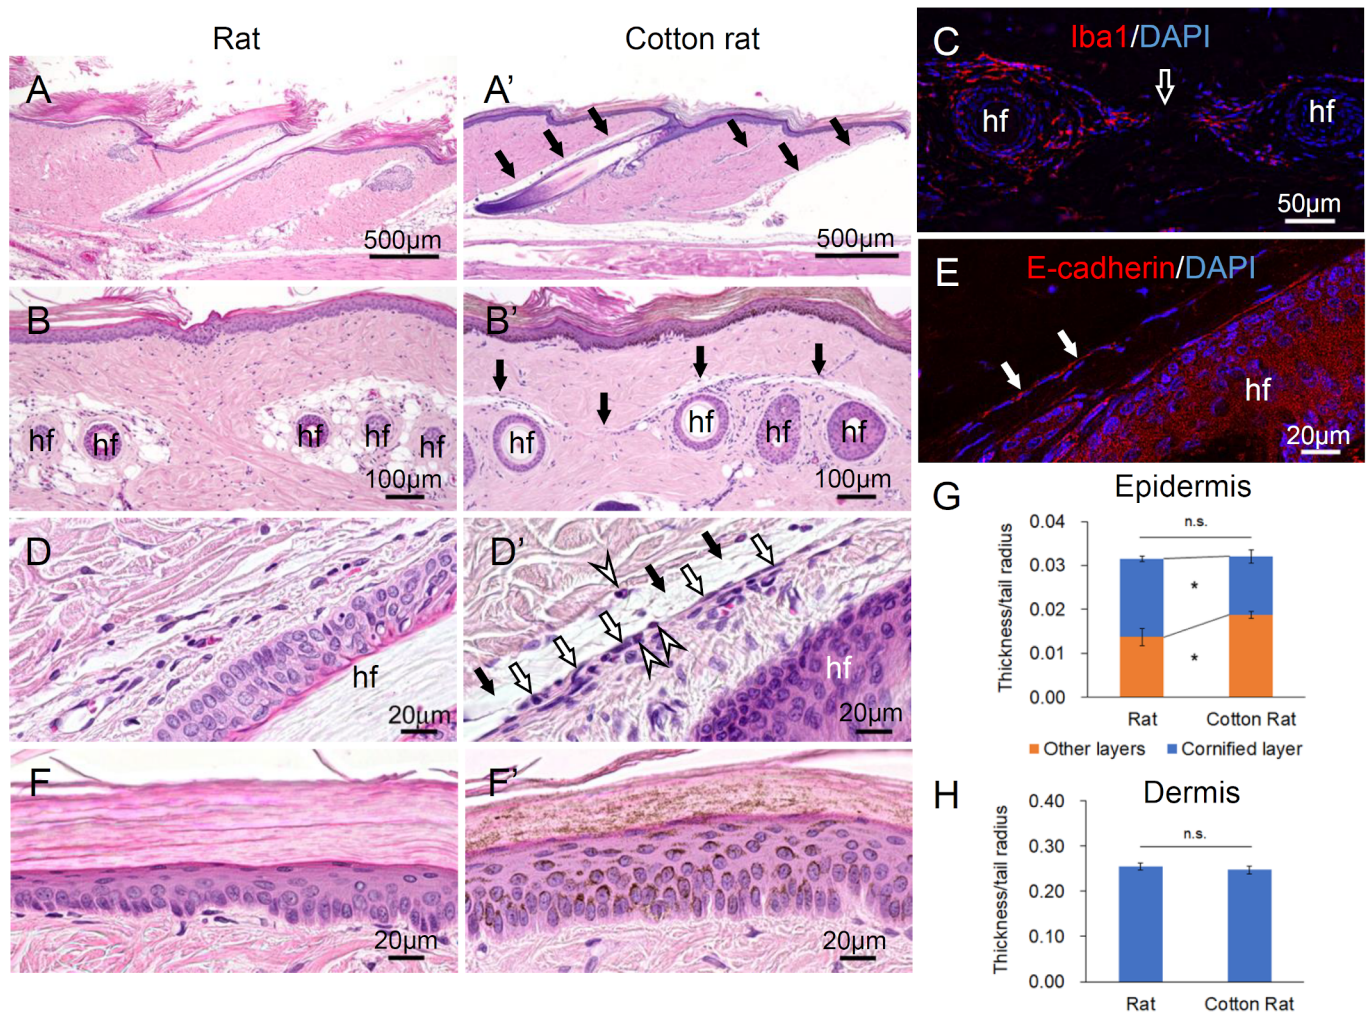 Rat
Cotton rat
A
500µm
A'
500µm
B
hf
hf
hf
hf
hf
100µm
B'
hf
hf
hf
hf
100µm
D
hf
20µm
D'
hf
20µm
F
20µm
F'
20µm
C
Iba1/DAPI
hf
hf
50µm
E
E-cadherin/DAPI
hf
20µm
G
Epidermis
Thickness/tail radius
0.04
0.03
0.02
0.01
0.00
n.s.
*
*
Rat
Cotton Rat
Other layers
Cornified layer
H
Dermis
Thickness/tail radius
0.40
0.30
0.20
0.10
0.00
n.s.
Rat
Cotton Rat